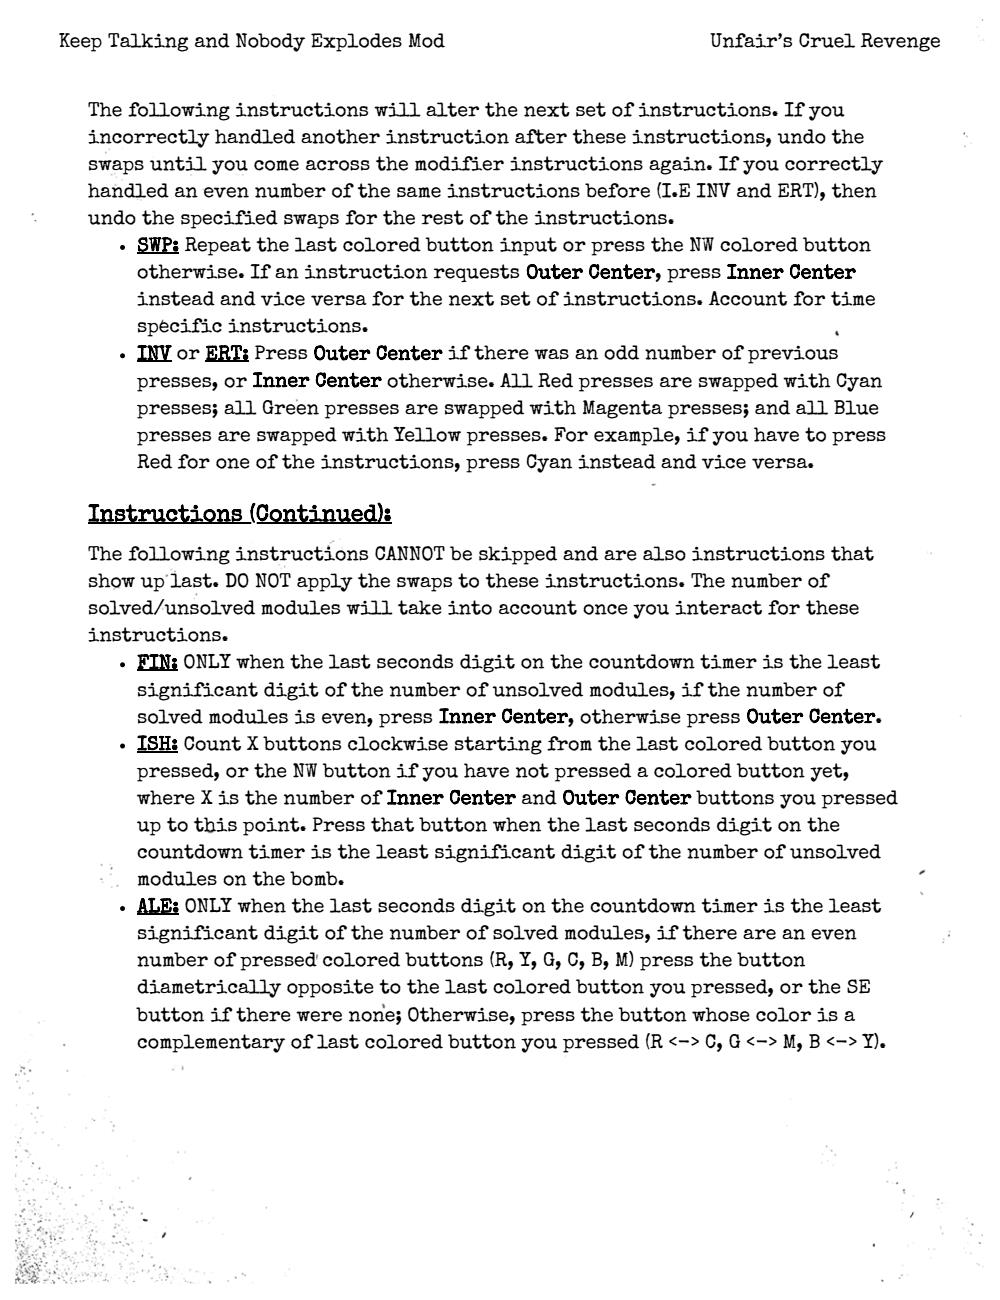 Keep Talking and Nobody Explodes Mod
Unfair's Cruel Revenge
The following instructions will alter the next set of instructions. If you
incorrectly handled another instruction after these instructions, undo the
swaps until you come across the modifier instructions again. If you correctly
handled an even number of the same instructions before (I.E INV and ERT), then
undo the specified swaps for the rest of the instructions.
• SWP: Repeat the last colored button input or press the NW colored button
otherwise. If an instruction requests Outer Center, press Inner Center
instead and vice versa for the next set of instructions. Account for time
specific instructions.
• INV or ERT: Press Outer Center if there was an odd number of previous
presses, or Inner Center otherwise. All Red presses are swapped with Cyan
presses; all Green presses are swapped with Magenta presses; and all Blue
presses are swapped with Yellow presses. For example, if you have to press
Red for one of the instructions, press Cyan instead and vice versa.
Instructions (Continued):
The following instructions CANNOT be skipped and are also instructions that
show up last. DO NOT apply the swaps to these instructions. The number of
solved/unsolved modules will take into account once you interact for these
instructions.
• FIN: ONLY when the last seconds digit on the countdown timer is the least
significant digit of the number of unsolved modules, if the number of
solved modules is even, press Inner Center, otherwise press Outer Center.
• ISH: Count X buttons clockwise starting from the last colored button you
pressed, or the NW button if you have not pressed a colored button yet,
where X is the number of Inner Center and Outer Center buttons you pressed
up to this point. Press that button when the last seconds digit on the
countdown timer is the least significant digit of the number of unsolved
modules on the bomb.
• ALE: ONLY when the last seconds digit on the countdown timer is the least
significant digit of the number of solved modules, if there are an even
number of pressed colored buttons (R, Y, G, C, B, M) press the button
diametrically opposite to the last colored button you pressed, or the SE
button if there were none; Otherwise, press the button whose color is a
complementary of last colored button you pressed (R <-> C, G <-> M, B <-> Y).